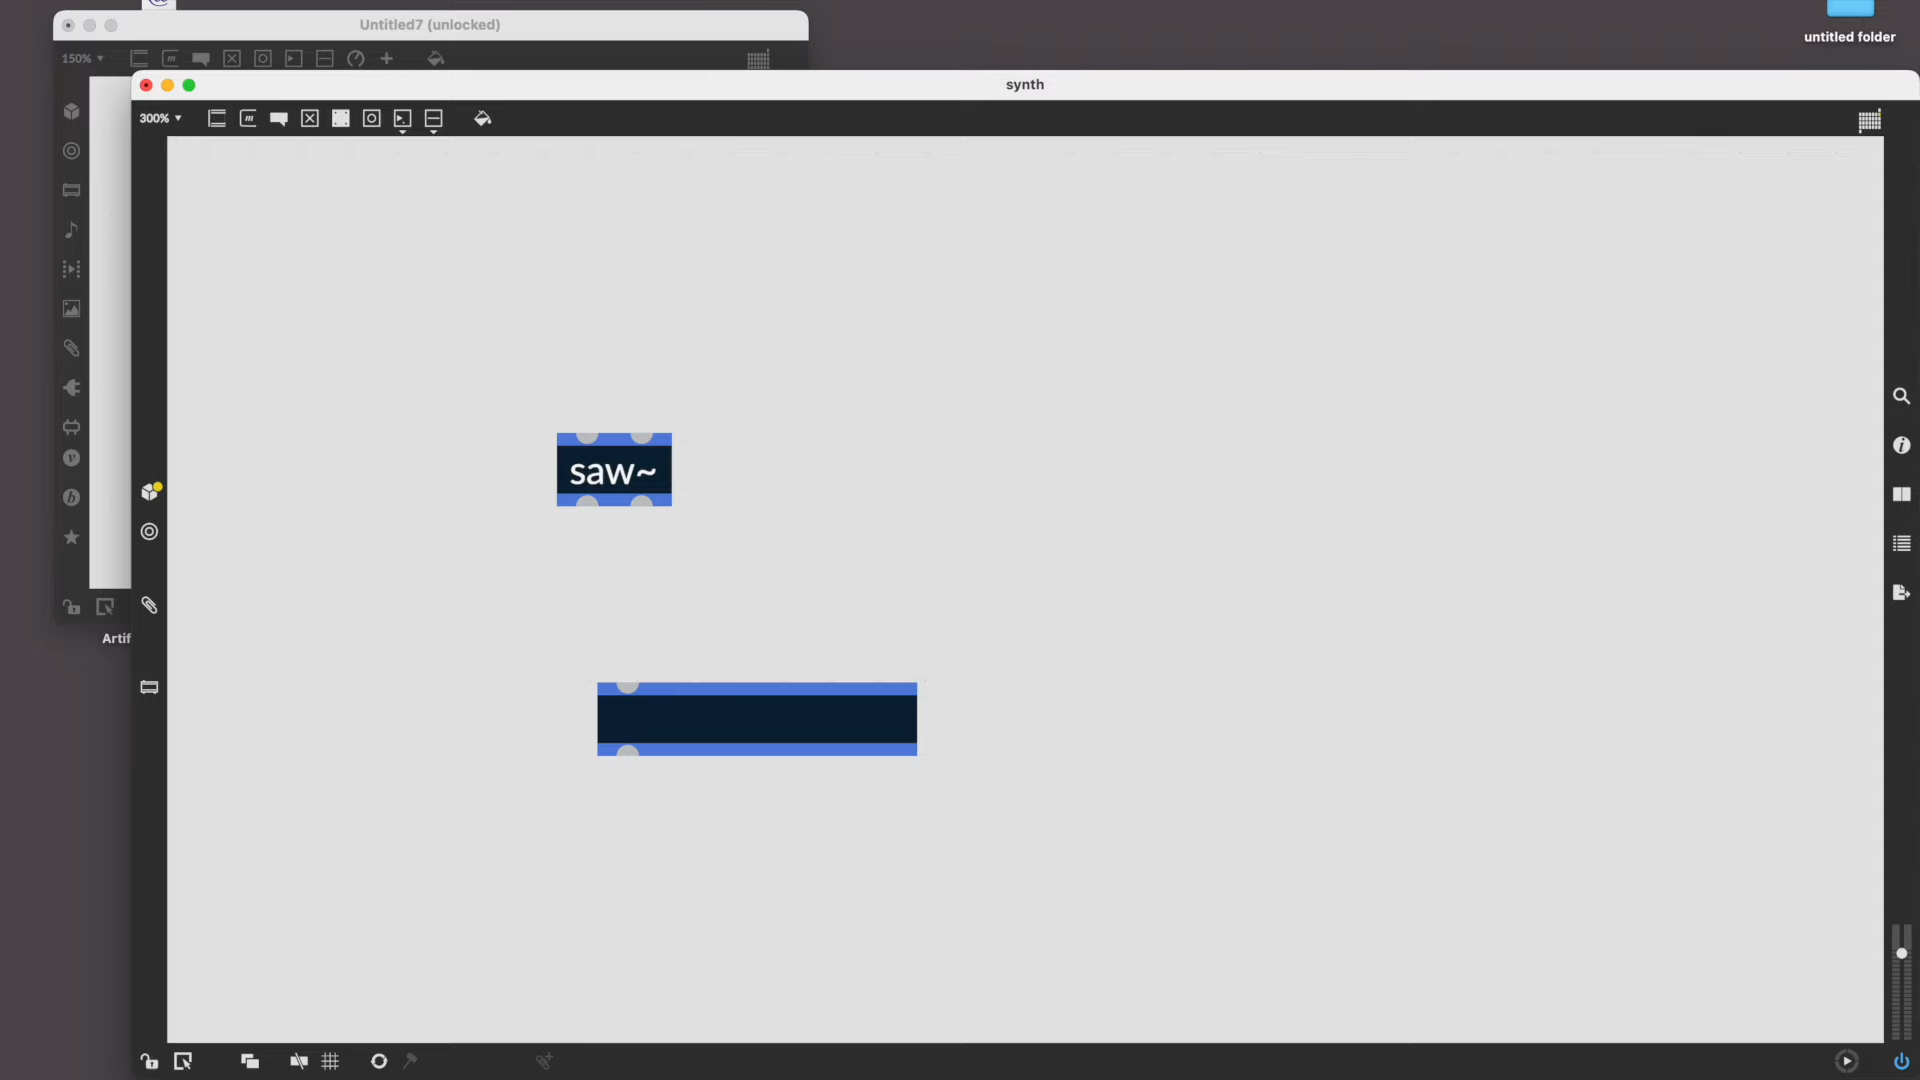 Untitled7 (unlocked)
untitled folder
150%
synth
300%
saw~
Artif